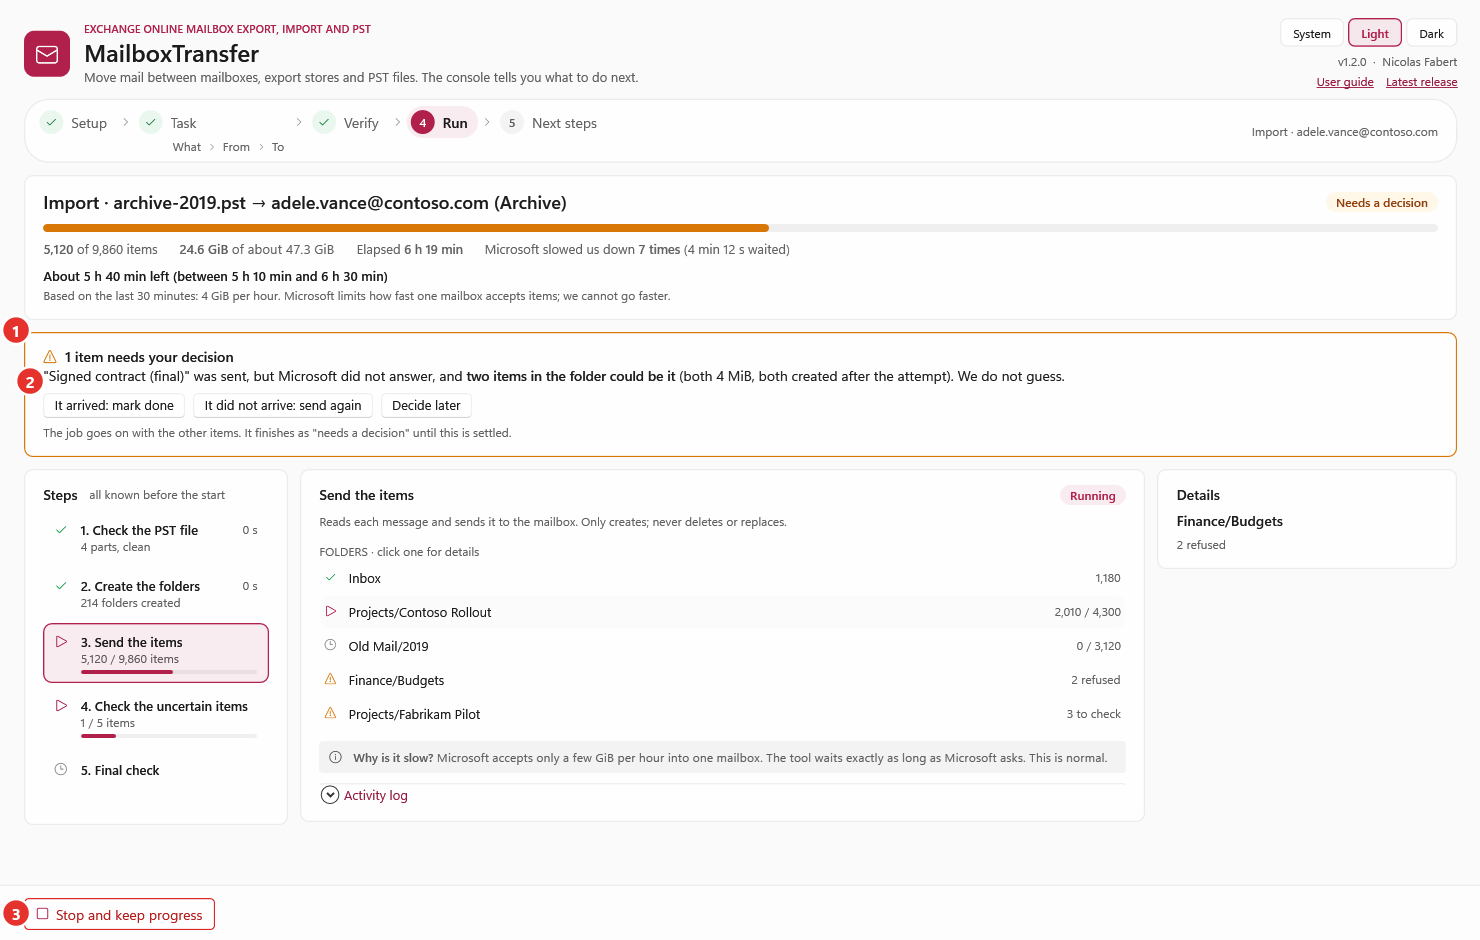 EXCHANGE ONLINE MAILBOX EXPORT, IMPORT AND PST
MailboxTransfer
Move mail between mailboxes, export stores and PST files. The console tells you what to do next.
System
Light
Dark
v1.2.0 · Nicolas Fabert
User guide
Latest release
Setup
Task
Verify
4 Run
5 Next steps
What
From
To
Import · adele.vance@contoso.com
Import · archive-2019.pst → adele.vance@contoso.com (Archive)
Needs a decision
5,120 of 9,860 items
24.6 GiB of about 47.3 GiB
Elapsed 6 h 19 min
Microsoft slowed us down 7 times (4 min 12 s waited)
About 5 h 40 min left (between 5 h 10 min and 6 h 30 min)
Based on the last 30 minutes: 4 GiB per hour. Microsoft limits how fast one mailbox accepts items; we cannot go faster.
1
1 item needs your decision
2
"Signed contract (final)" was sent, but Microsoft did not answer, and two items in the folder could be it (both 4 MiB, both created after the attempt). We do not guess.
It arrived: mark done
It did not arrive: send again
Decide later
The job goes on with the other items. It finishes as "needs a decision" until this is settled.
Steps
all known before the start
1. Check the PST file
0 s
4 parts, clean
2. Create the folders
0 s
214 folders created
3. Send the items
5,120 / 9,860 items
4. Check the uncertain items
1 / 5 items
5. Final check
Send the items
Running
Reads each message and sends it to the mailbox. Only creates; never deletes or replaces.
FOLDERS · click one for details
Inbox
1,180
Projects/Contoso Rollout
2,010 / 4,300
Old Mail/2019
0 / 3,120
Finance/Budgets
2 refused
Projects/Fabrikam Pilot
3 to check
Why is it slow? Microsoft accepts only a few GiB per hour into one mailbox. The tool waits exactly as long as Microsoft asks. This is normal.
Activity log
Details
Finance/Budgets
2 refused
3
Stop and keep progress